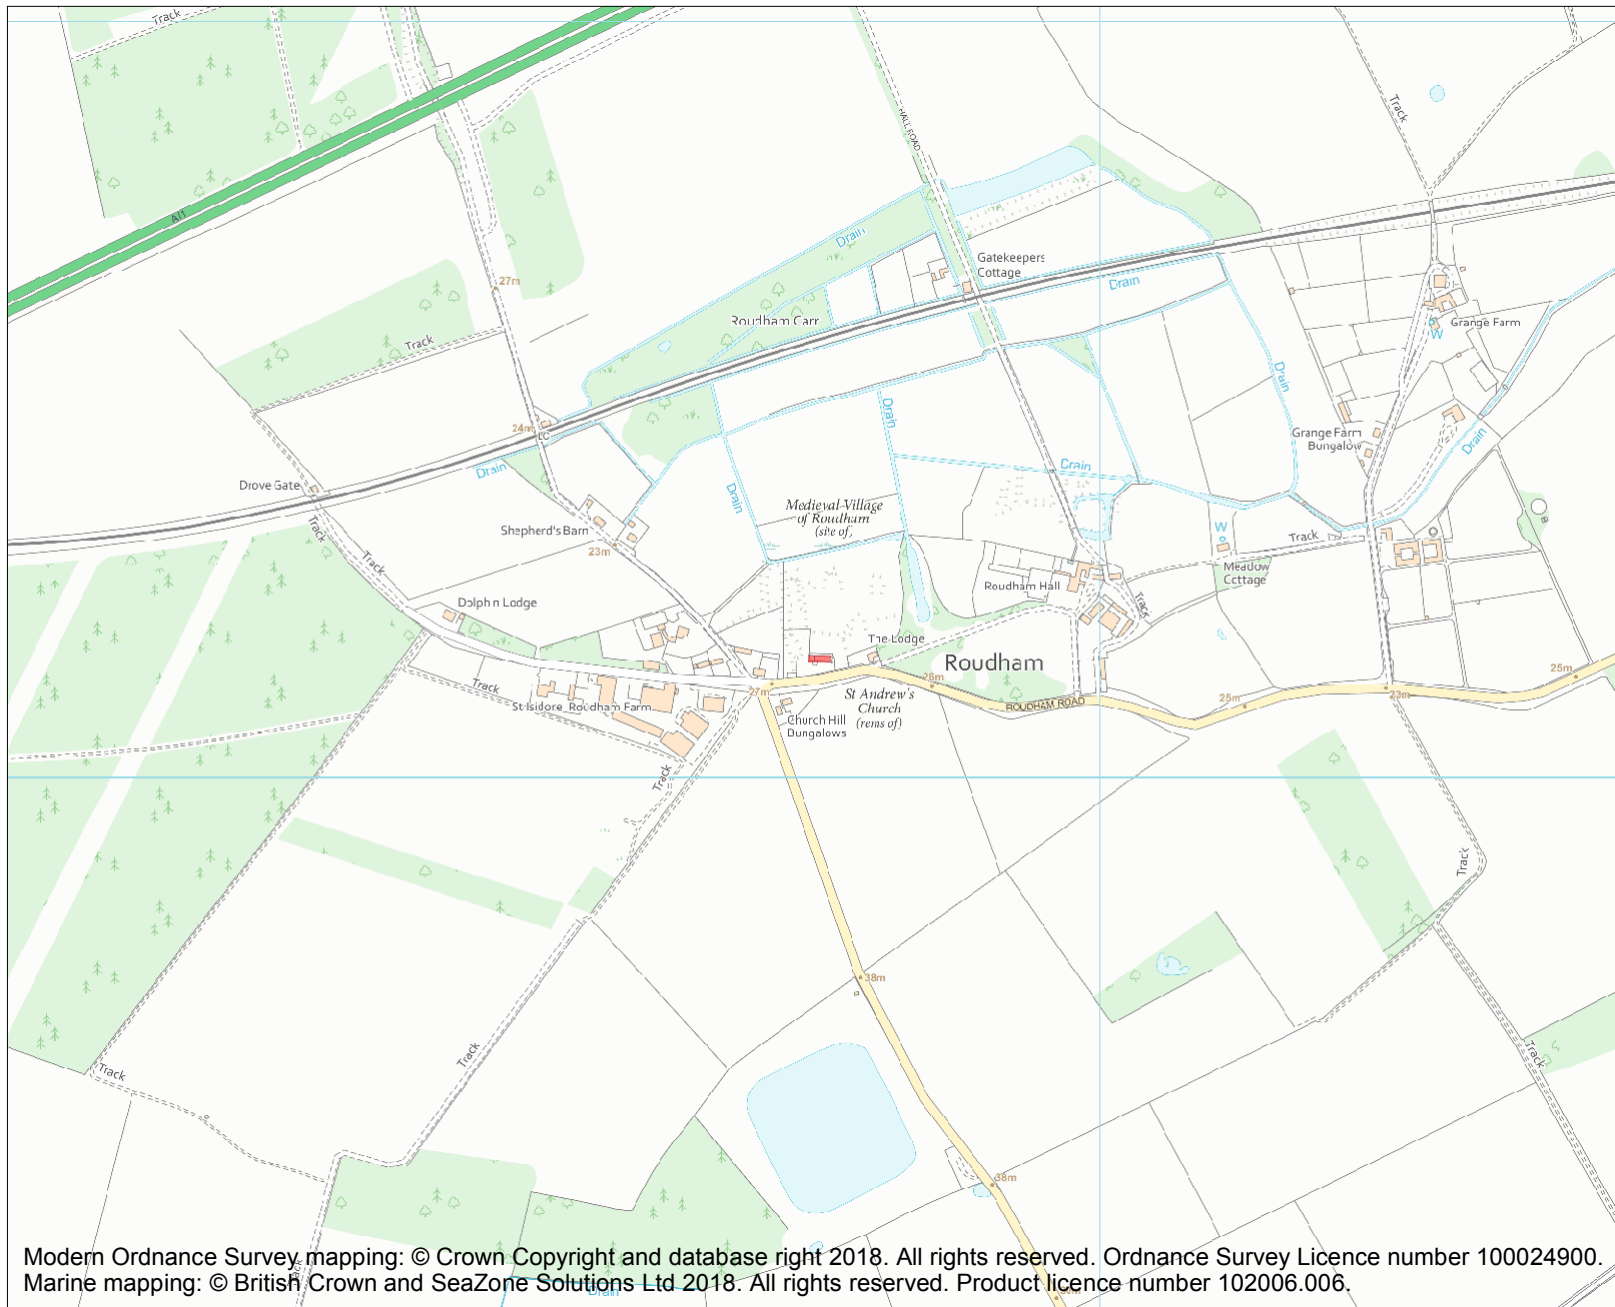 Track
Track
HALL ROAD
A11
Drain
Gatekeepers
Cottage
27m
Drain
Roudham Carr
Grange Farm
W
Track
Drain
Drain
24m
LC
Grange Farm
Bungalow
Drain
Drain
Drain
Drove Gate
Drain
Medieval Village
of Roudham
(site of)
Track
Shepherd's Barn
23m
W
Track
Track
Roudham Hall
Meadow
Cottage
Dolphin Lodge
Track
The Lodge
Roudham
25m
Track
27m
26m
St Andrew's
Church
(rems of)
25m
23m
St Isidore
Roudham Farm
ROUDHAM ROAD
Church Hill
Bungalows
Track
Track
38m
Track
Track
Track
38m
Track
Drain
Modern Ordnance Survey mapping: © Crown Copyright and database right 2018. All rights reserved. Ordnance Survey Licence number 100024900.
Marine mapping: © British Crown and SeaZone Solutions Ltd 2018. All rights reserved. Product licence number 102006.006.